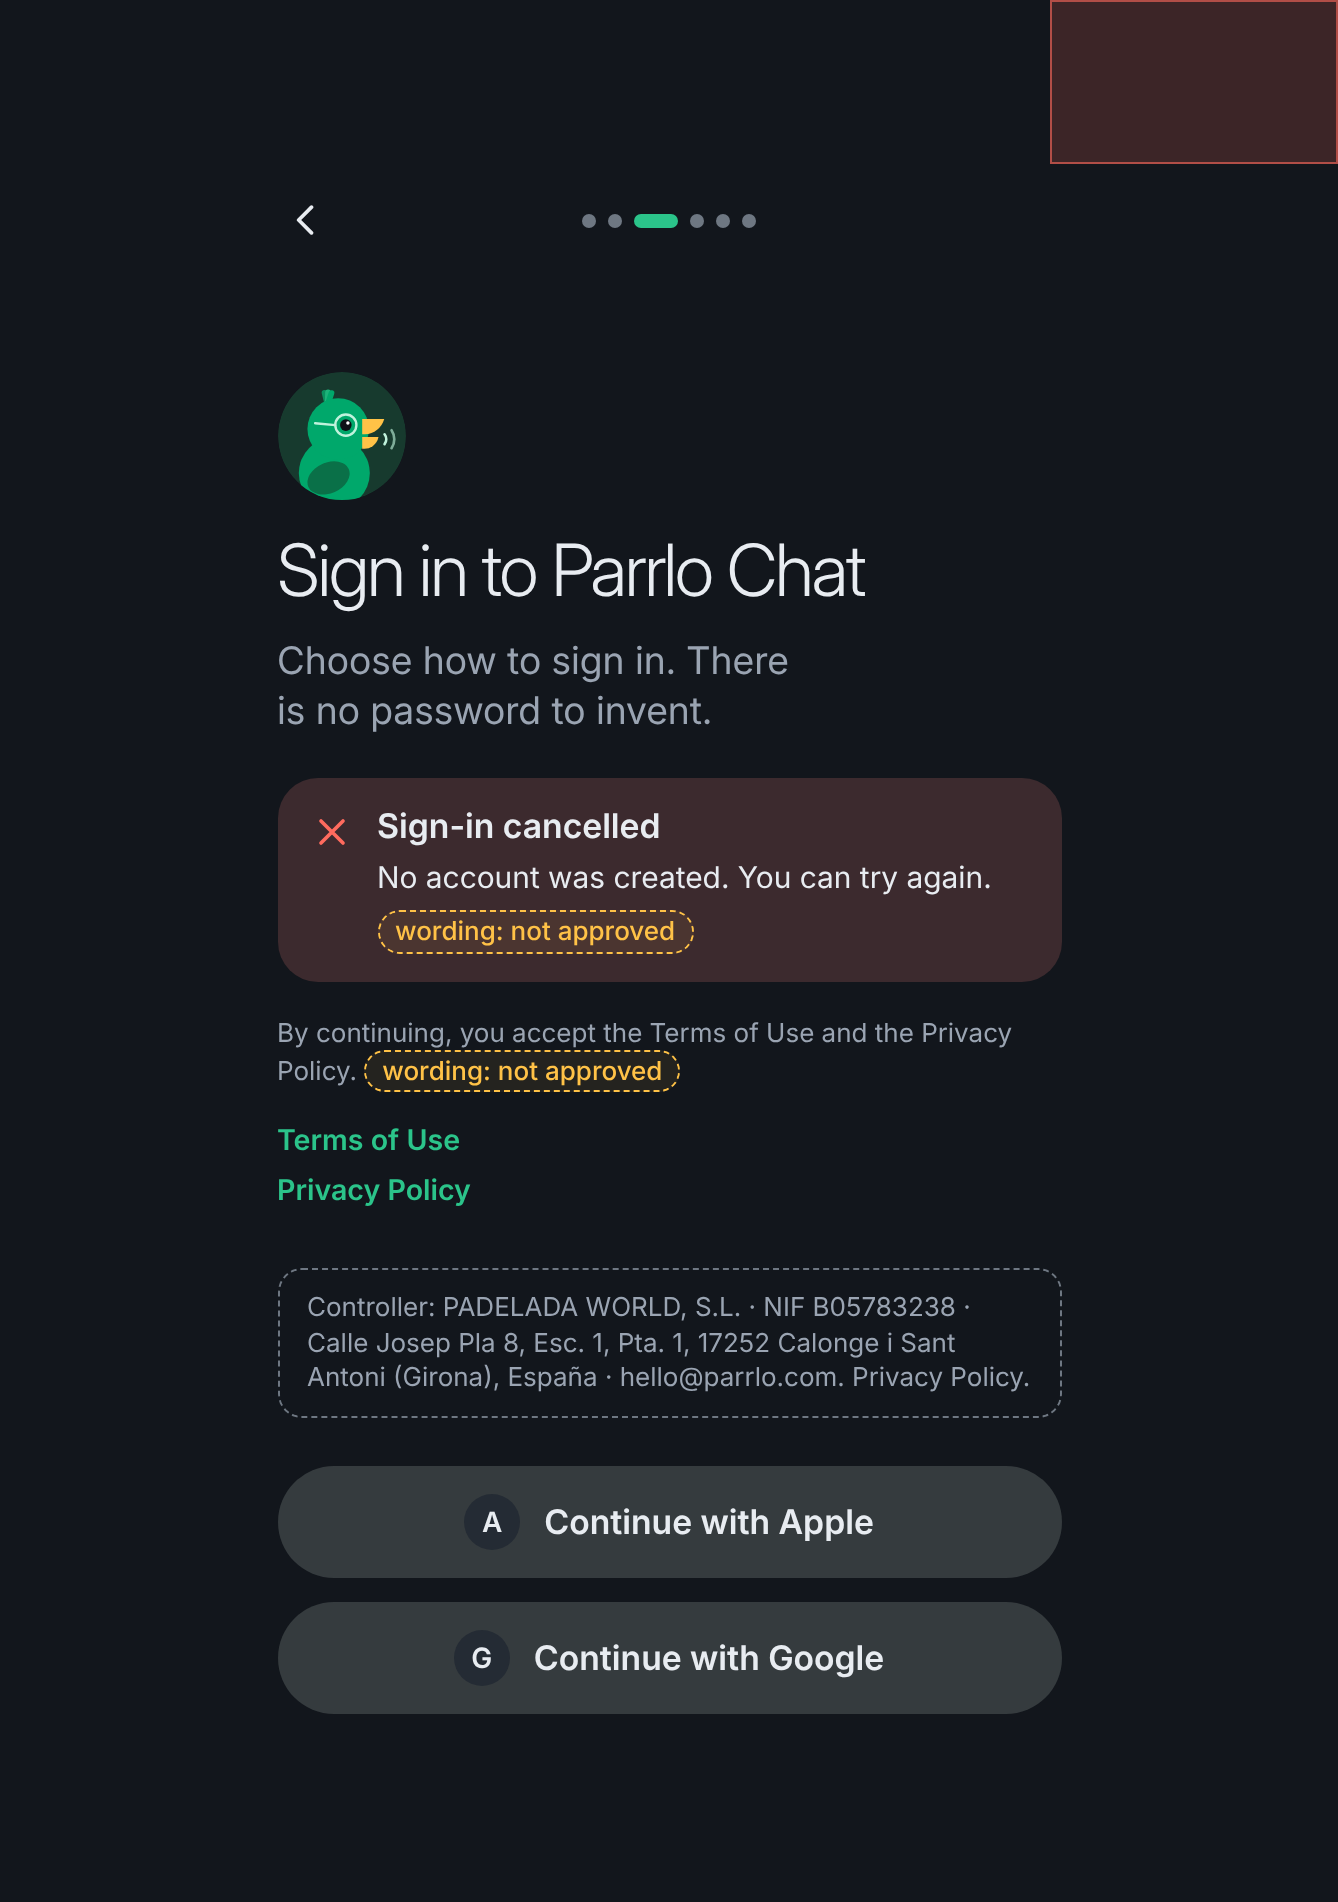 Sign in to Parrlo Chat
Choose how to sign in. There
is no password to invent.
Sign-in cancelled
No account was created. You can try again.
wording: not approved
By continuing, you accept the Terms of Use and the Privacy
Policy. wording: not approved
Terms of Use
Privacy Policy
Controller: PADELADA WORLD, S.L. · NIF B05783238 ·
Calle Josep Pla 8, Esc. 1, Pta. 1, 17252 Calonge i Sant
Antoni (Girona), España · hello@parrlo.com. Privacy Policy.
A Continue with Apple
G Continue with Google